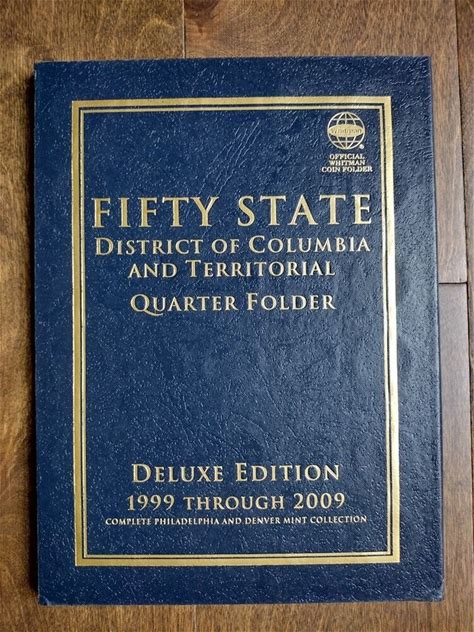 Whitman
OFFICIAL
WHITMAN
COIN FOLDER
FIFTY STATE
DISTRICT OF COLUMBIA
AND TERRITORIAL
QUARTER FOLDER
DELUXE EDITION
1999 THROUGH 2009
COMPLETE PHILADELPHIA AND DENVER MINT COLLECTION